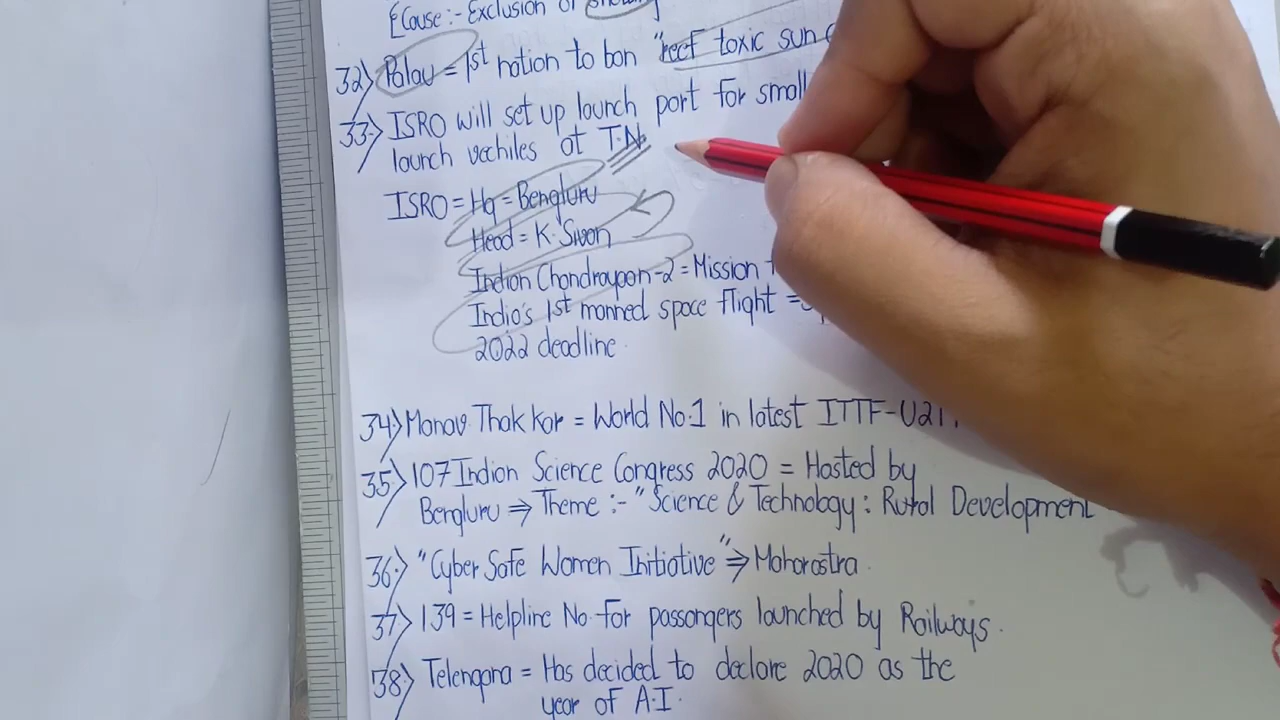 [Cause :- Exclusion of
32) Palau = 1st nation to ban "reef toxic sun
33) ISRO will set up launch port for small
launch vechiles at T.N.
ISRO = Hq = Bengluru
Head = K. Sivan
Indian Chandrayan-2 = Mission
India's 1st manned space flight =
2022 deadline.
34) Manav Thakkar = World No.1 in latest ITTF-U21.
35) 107 Indian Science Congress 2020 = Hosted by
Bengluru ⇒ Theme :- "Science & Technology : Rural Development
36) "Cyber Safe Women Initiative" ⇒ Maharastra.
37) 139 = Helpline No. for passangers launched by Railways.
38) Telengana = Has decided to declare 2020 as the
year of A.I.